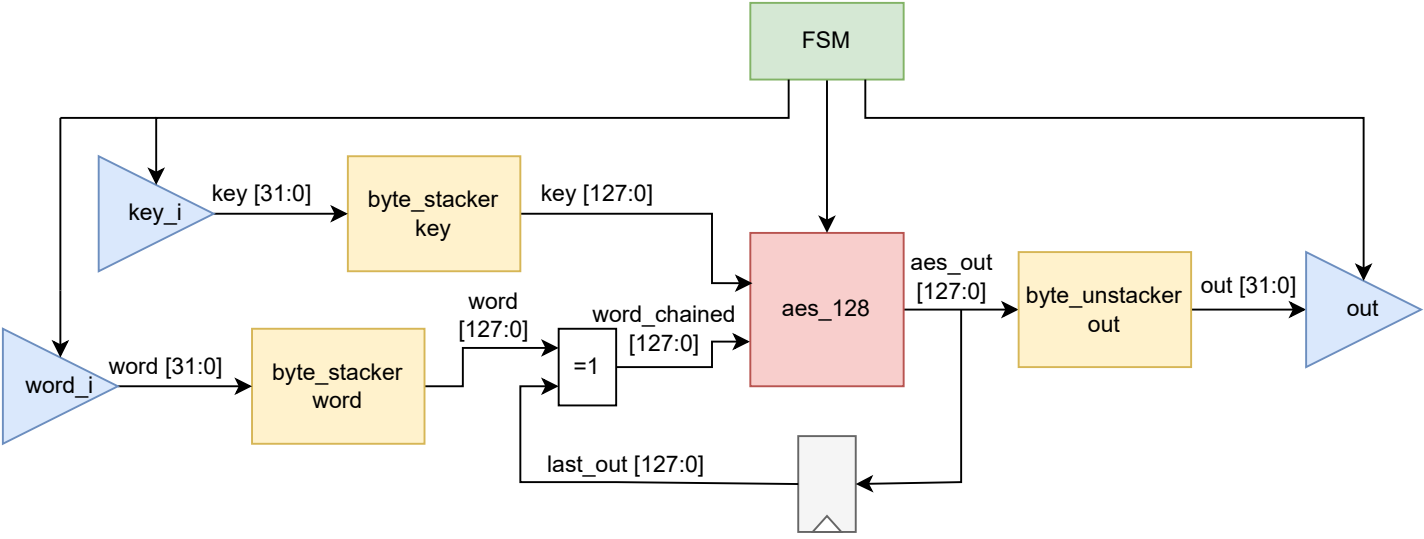 FSM
key_i
key [31:0]
byte_stacker
key
key [127:0]
word_i
word [31:0]
byte_stacker
word
word
[127:0]
=1
word_chained
[127:0]
aes_128
aes_out
[127:0]
byte_unstacker
out
out [31:0]
out
last_out [127:0]